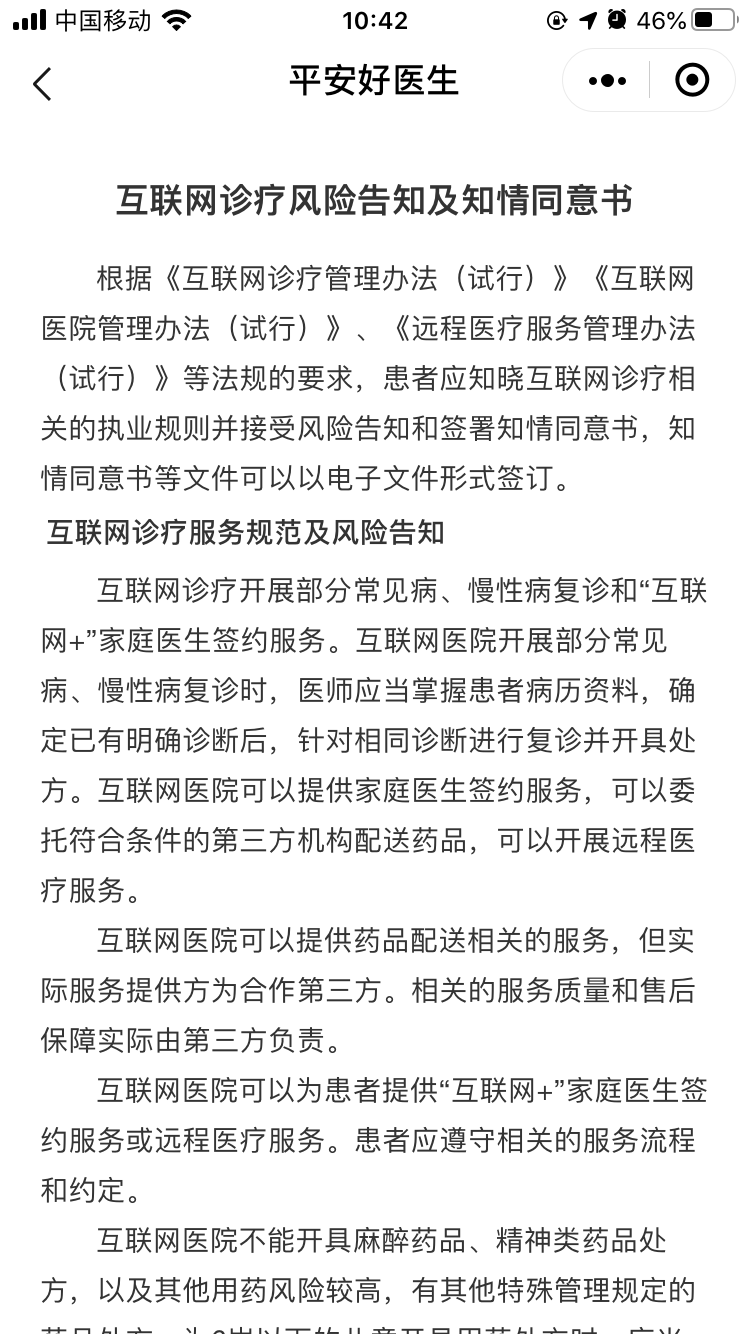 中国移动
10:42
46%
平安好医生
互联网诊疗风险告知及知情同意书
根据《互联网诊疗管理办法（试行）》《互联网
医院管理办法（试行）》、《远程医疗服务管理办法
（试行）》等法规的要求，患者应知晓互联网诊疗相
关的执业规则并接受风险告知和签署知情同意书，知
情同意书等文件可以以电子文件形式签订。
互联网诊疗服务规范及风险告知
互联网诊疗开展部分常见病、慢性病复诊和“互联
网+”家庭医生签约服务。互联网医院开展部分常见
病、慢性病复诊时，医师应当掌握患者病历资料，确
定已有明确诊断后，针对相同诊断进行复诊并开具处
方。互联网医院可以提供家庭医生签约服务，可以委
托符合条件的第三方机构配送药品，可以开展远程医
疗服务。
互联网医院可以提供药品配送相关的服务，但实
际服务提供方为合作第三方。相关的服务质量和售后
保障实际由第三方负责。
互联网医院可以为患者提供“互联网+”家庭医生签
约服务或远程医疗服务。患者应遵守相关的服务流程
和约定。
互联网医院不能开具麻醉药品、精神类药品处
方，以及其他用药风险较高，有其他特殊管理规定的